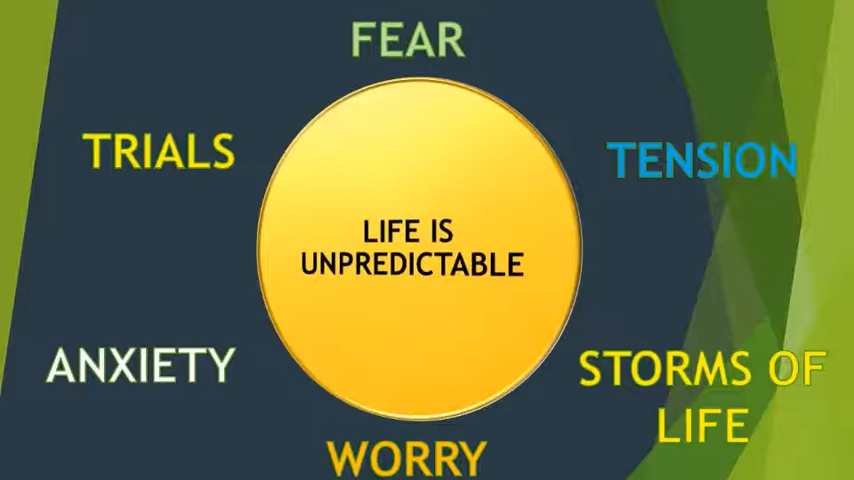 FEAR
TRIALS
TENSION
LIFE IS
UNPREDICTABLE
ANXIETY
STORMS OF
LIFE
WORRY